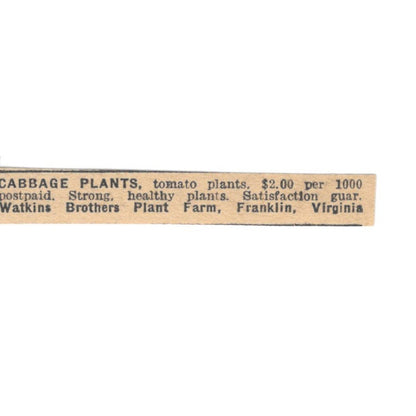 CABBAGE PLANTS, tomato plants. $2.00 per 1000
postpaid. Strong, healthy plants. Satisfaction guar.
Watkins Brothers Plant Farm, Franklin, Virginia